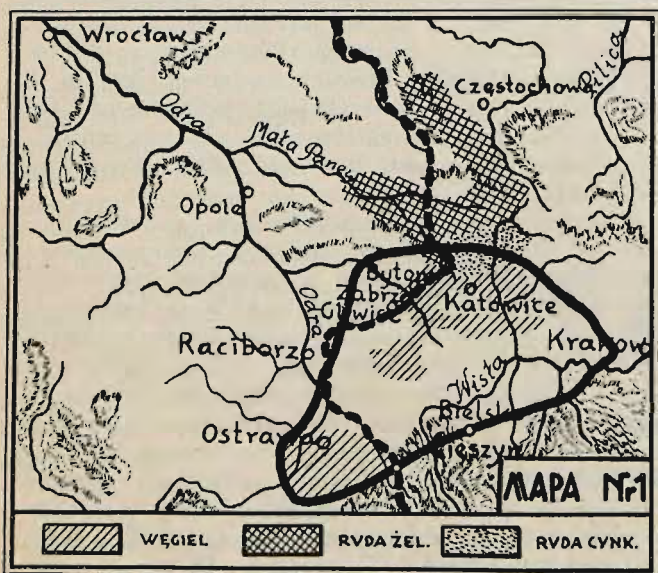 Wrocław
Częstochowa
Pilica
Odra
Mała Panew
Opole
Bytom
Zabrze
Gliwice
Katowice
Odra
Racibórz
Kraków
Wisła
Bielsk
Ostrawa
Cieszyn
MAPA Nr1
WĘGIEL
RUDA ŻEL.
RUDA CYNK.